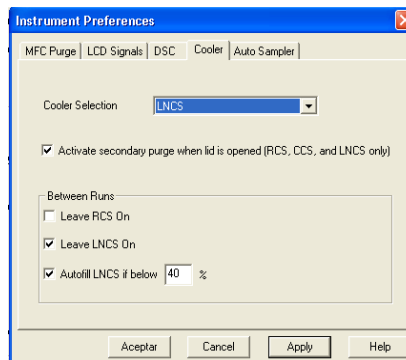 Instrument Preferences
MFC Purge LCD Signals DSC Cooler Auto Sampler
Cooler Selection LNCS
Activate secondary purge when lid is opened (RCS, CCS, and LNCS only)
Between Runs
Leave RCS On
Leave LNCS On
Autofill LNCS if below 40 %
Aceptar Cancel Apply Help